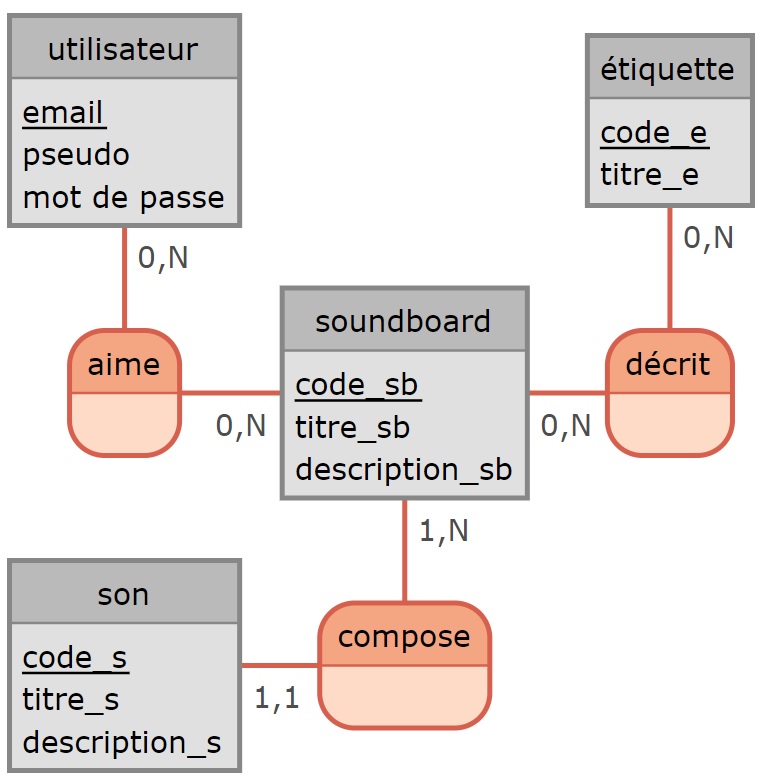 utilisateur
email
pseudo
mot de passe
étiquette
code_e
titre_e
0,N
0,N
aime
soundboard
code_sb
titre_sb
description_sb
décrit
0,N
0,N
1,N
son
code_s
titre_s
description_s
compose
1,1